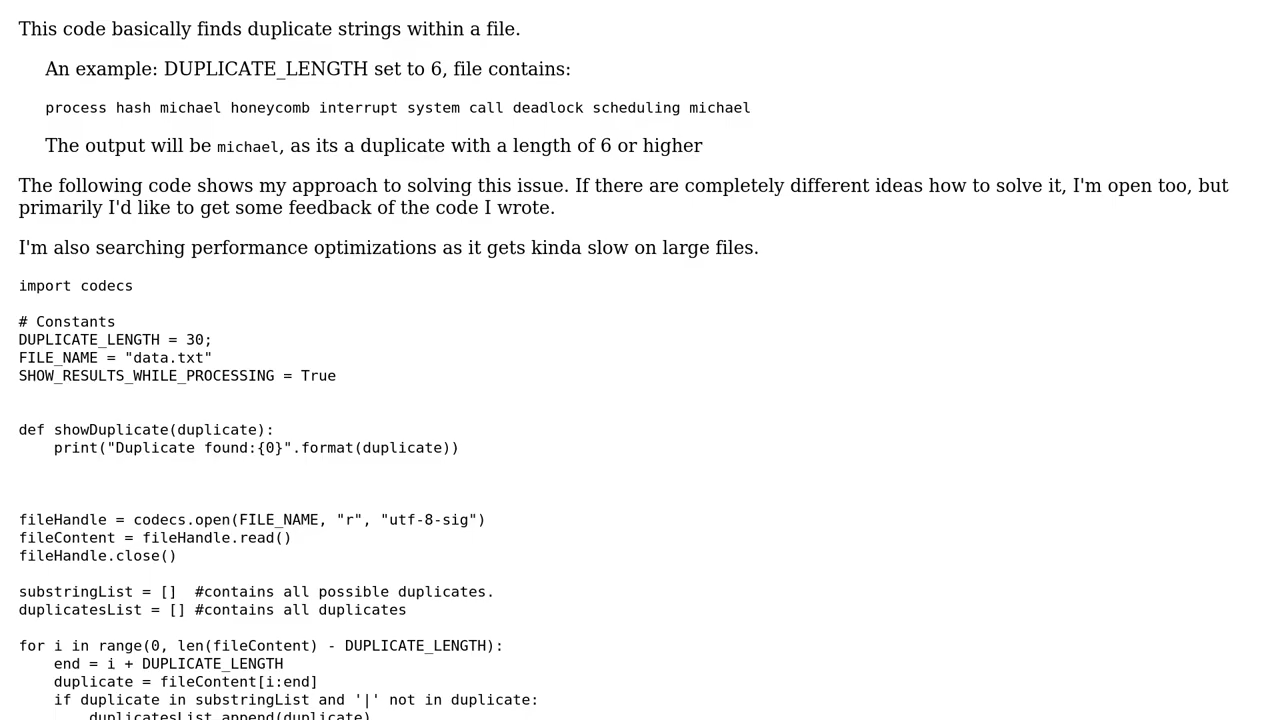 This code basically finds duplicate strings within a file.
An example: DUPLICATE_LENGTH set to 6, file contains:
process hash michael honeycomb interrupt system call deadlock scheduling michael
The output will be michael, as its a duplicate with a length of 6 or higher
The following code shows my approach to solving this issue. If there are completely different ideas how to solve it, I'm open too, but
primarily I'd like to get some feedback of the code I wrote.
I'm also searching performance optimizations as it gets kinda slow on large files.
import codecs
# Constants
DUPLICATE_LENGTH = 30;
FILE_NAME = "data.txt"
SHOW_RESULTS_WHILE_PROCESSING = True
def showDuplicate(duplicate):
    print("Duplicate found:{0}".format(duplicate))
fileHandle = codecs.open(FILE_NAME, "r", "utf-8-sig")
fileContent = fileHandle.read()
fileHandle.close()
substringList = []  #contains all possible duplicates.
duplicatesList = [] #contains all duplicates
for i in range(0, len(fileContent) - DUPLICATE_LENGTH):
    end = i + DUPLICATE_LENGTH
    duplicate = fileContent[i:end]
    if duplicate in substringList and '|' not in duplicate:
        duplicatesList.append(duplicate)